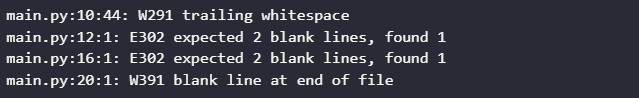 main.py:10:44: W291 trailing whitespace
main.py:12:1: E302 expected 2 blank lines, found 1
main.py:16:1: E302 expected 2 blank lines, found 1
main.py:20:1: W391 blank line at end of file